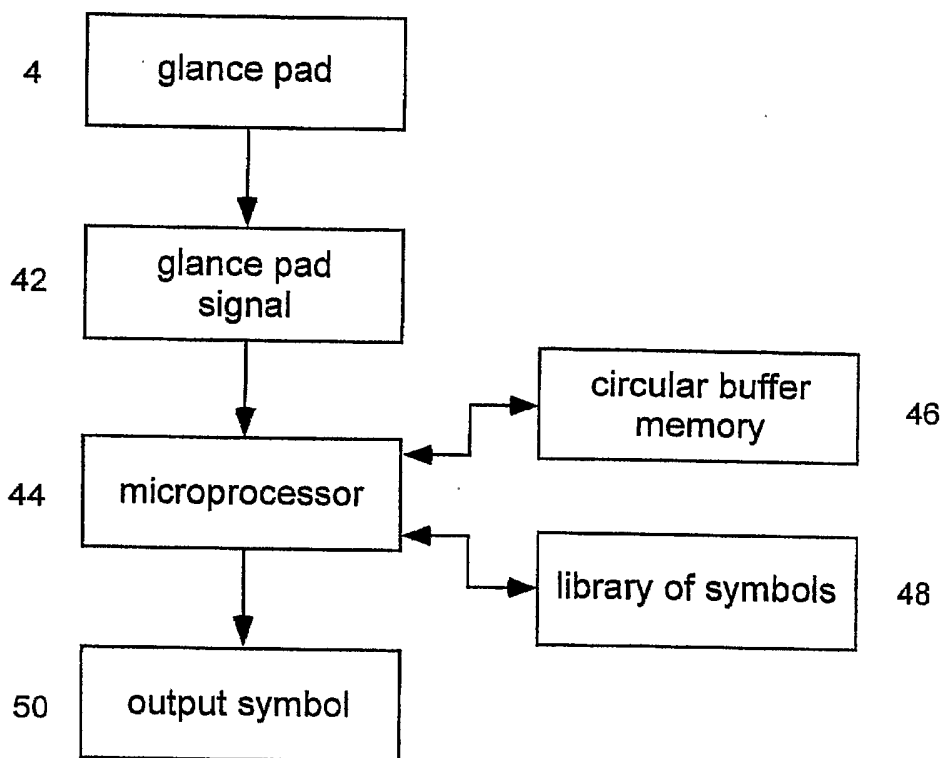 4
glance pad
42
glance pad
signal
circular buffer
memory
46
44
microprocessor
library of symbols
48
50
output symbol